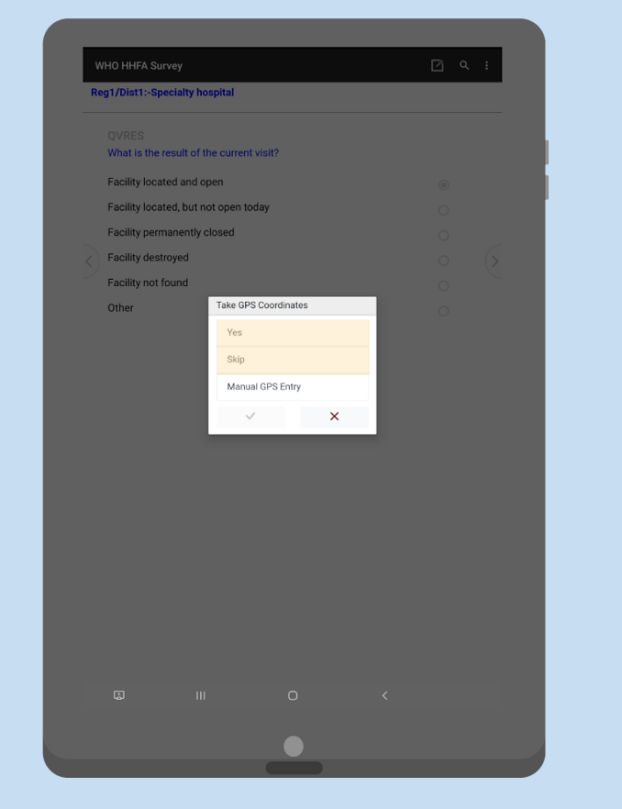 WHO HHFA Survey
Reg1/Dist1:-Specialty hospital
QVRES
What is the result of the current visit?
Facility located and open
Facility located, but not open today
Facility permanently closed
Facility destroyed
Facility not found
Other
Take GPS Coordinates
Yes
Skip
Manual GPS Entry